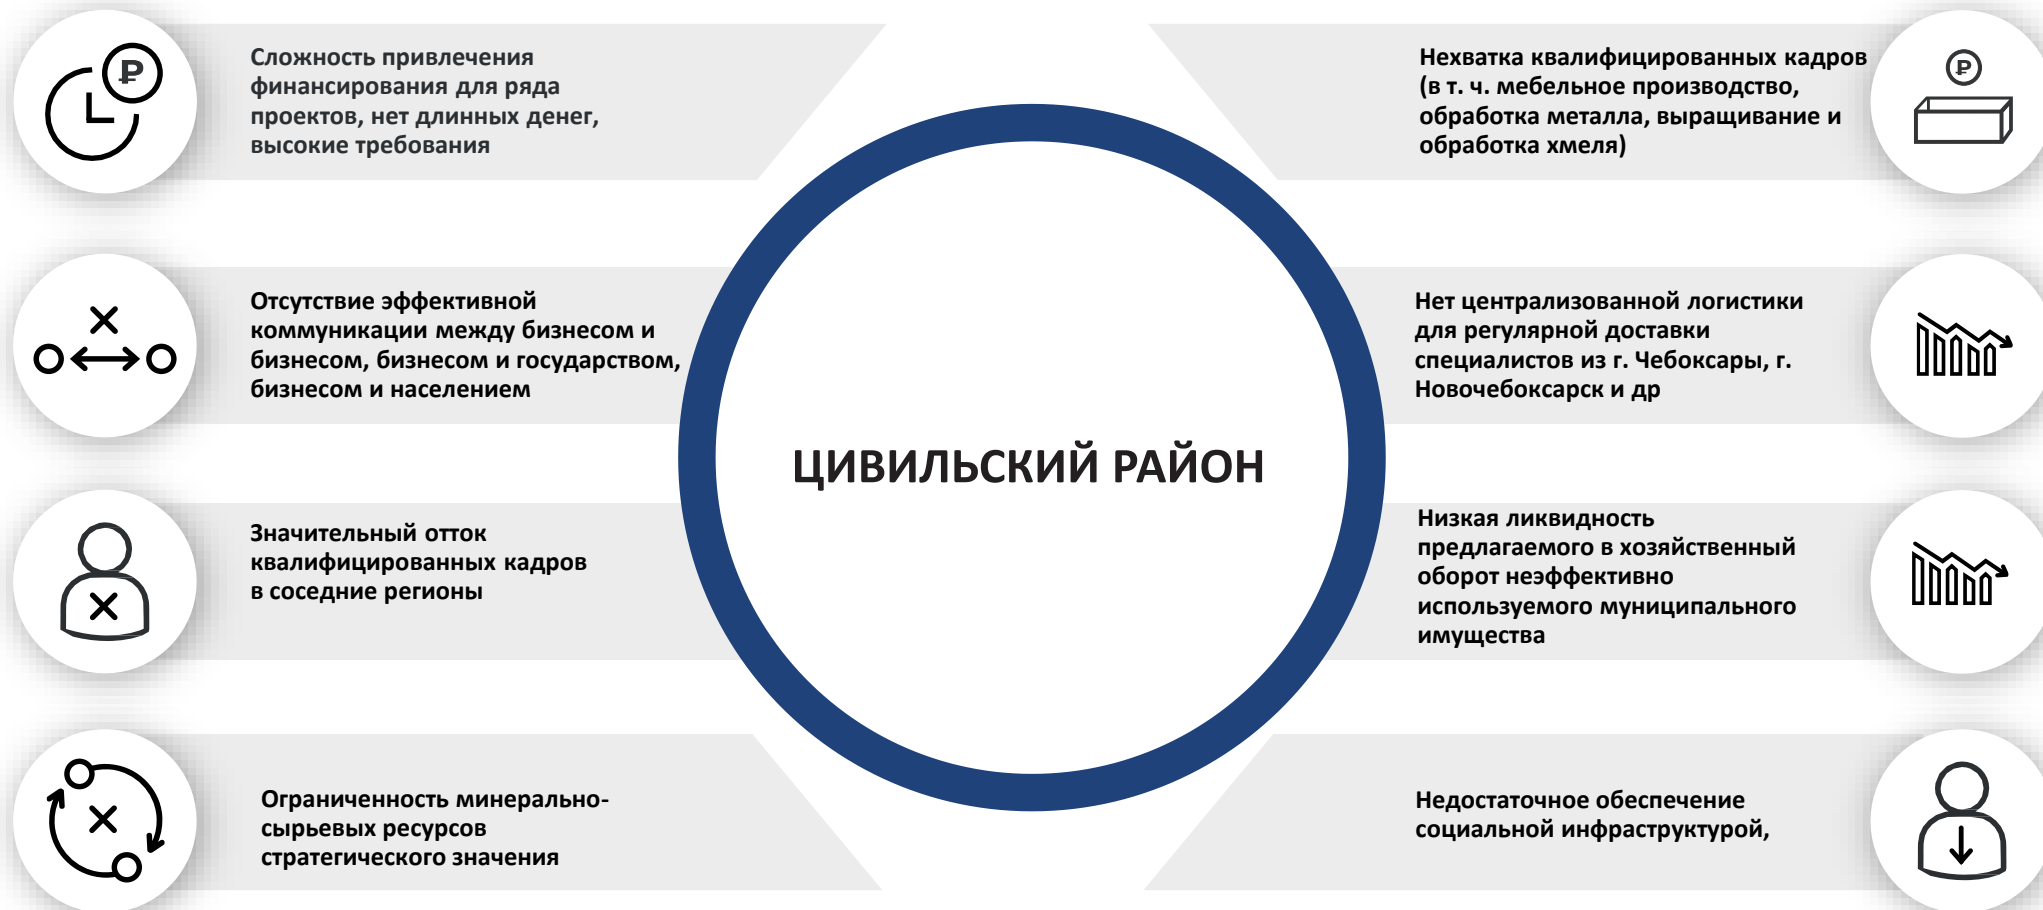 Сложность привлечения
финансирования для ряда
проектов, нет длинных денег,
высокие требования
Отсутствие эффективной
коммуникации между бизнесом и
бизнесом, бизнесом и государством,
бизнесом и населением
Значительный отток
квалифицированных кадров
в соседние регионы
Ограниченность минерально-
сырьевых ресурсов
стратегического значения
ЦИВИЛЬСКИЙ РАЙОН
Нехватка квалифицированных кадров
(в т. ч. мебельное производство,
обработка металла, выращивание и
обработка хмеля)
Нет централизованной логистики
для регулярной доставки
специалистов из г. Чебоксары, г.
Новочебоксарск и др
Низкая ликвидность
предлагаемого в хозяйственный
оборот неэффективно
используемого муниципального
имущества
Недостаточное обеспечение
социальной инфраструктурой,